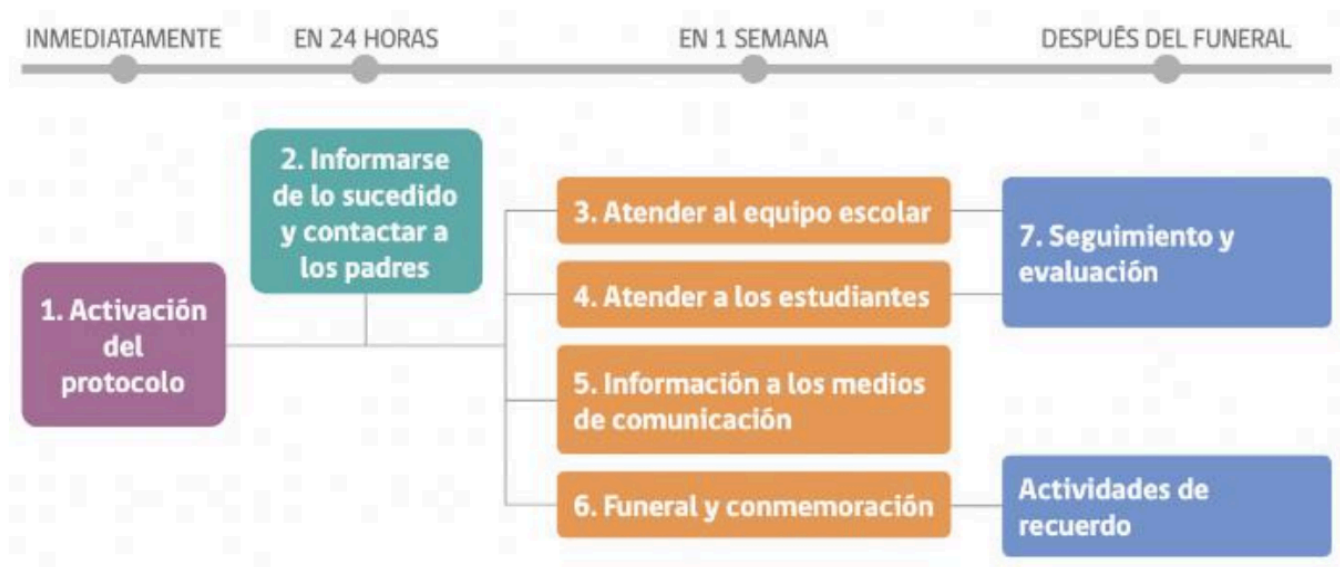 INMEDIATAMENTE
EN 24 HORAS
EN 1 SEMANA
DESPUÊS DEL FUNERAL
1. Activación
del
protocolo
2. Informarse
de lo sucedido
y contactar a
los padres
3. Atender al equipo escolar
4. Atender a los estudiantes
5. Información a los medios
de comunicación
6. Funeral y conmemoración
7. Seguimiento y
evaluación
Actividades de
recuerdo